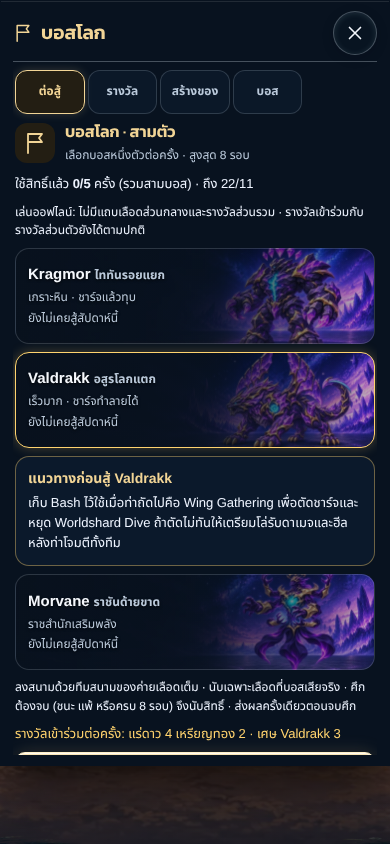 บอสโลก
ต่อสู้
รางวัล
สร้างของ
บอส
บอสโลก · สามตัว
เลือกบอสหนึ่งตัวต่อครั้ง · สูงสุด 8 รอบ
ใช้สิทธิ์แล้ว 0/5 ครั้ง (รวมสามบอส) · ถึง 22/11
เล่นออฟไลน์: ไม่มีแถบเลือดส่วนกลางและรางวัลส่วนรวม · รางวัลเข้าร่วมกับ
รางวัลส่วนตัวยังได้ตามปกติ
Kragmor ไททันรอยแยก
เกราะหิน · ชาร์จแล้วทุบ
ยังไม่เคยสู้สัปดาห์นี้
Valdrakk อสูรโลกแตก
เร็วมาก · ชาร์จทำลายได้
ยังไม่เคยสู้สัปดาห์นี้
แนวทางก่อนสู้ Valdrakk
เก็บ Bash ไว้ใช้เมื่อท่าถัดไปคือ Wing Gathering เพื่อตัดชาร์จและ
หยุด Worldshard Dive ถ้าตัดไม่ทันให้เตรียมโล่รับดาเมจและฮีล
หลังท่าโจมตีทั้งทีม
Morvane ราชันด้ายขาด
ราชสำนักเสริมพลัง
ยังไม่เคยสู้สัปดาห์นี้
ลงสนามด้วยทีมสนามของค่ายเลือดเต็ม · นับเฉพาะเลือดที่บอสเสียจริง · ศึก
ต้องจบ (ชนะ แพ้ หรือครบ 8 รอบ) จึงนับสิทธิ์ · ส่งผลครั้งเดียวตอนจบศึก
รางวัลเข้าร่วมต่อครั้ง: แร่ดาว 4 เหรียญทอง 2 · เศษ Valdrakk 3